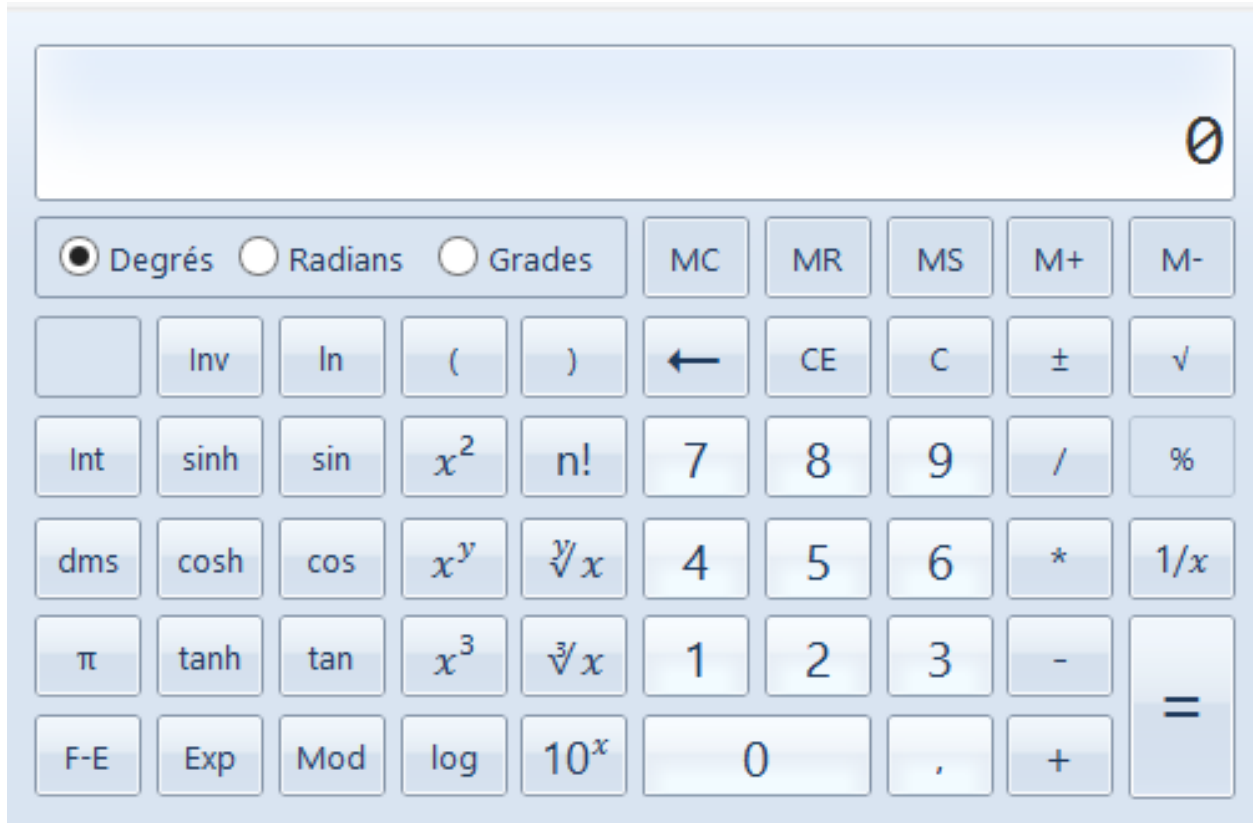 0
Degrés Radians Grades MC MR MS M+ M-
Inv ln ( ) ← CE C ± √
Int sinh sin x² n! 7 8 9 / %
dms cosh cos xʸ ʸ√x 4 5 6 * 1/x
π tanh tan x³ ∛x 1 2 3 - =
F-E Exp Mod log 10ˣ 0 , +